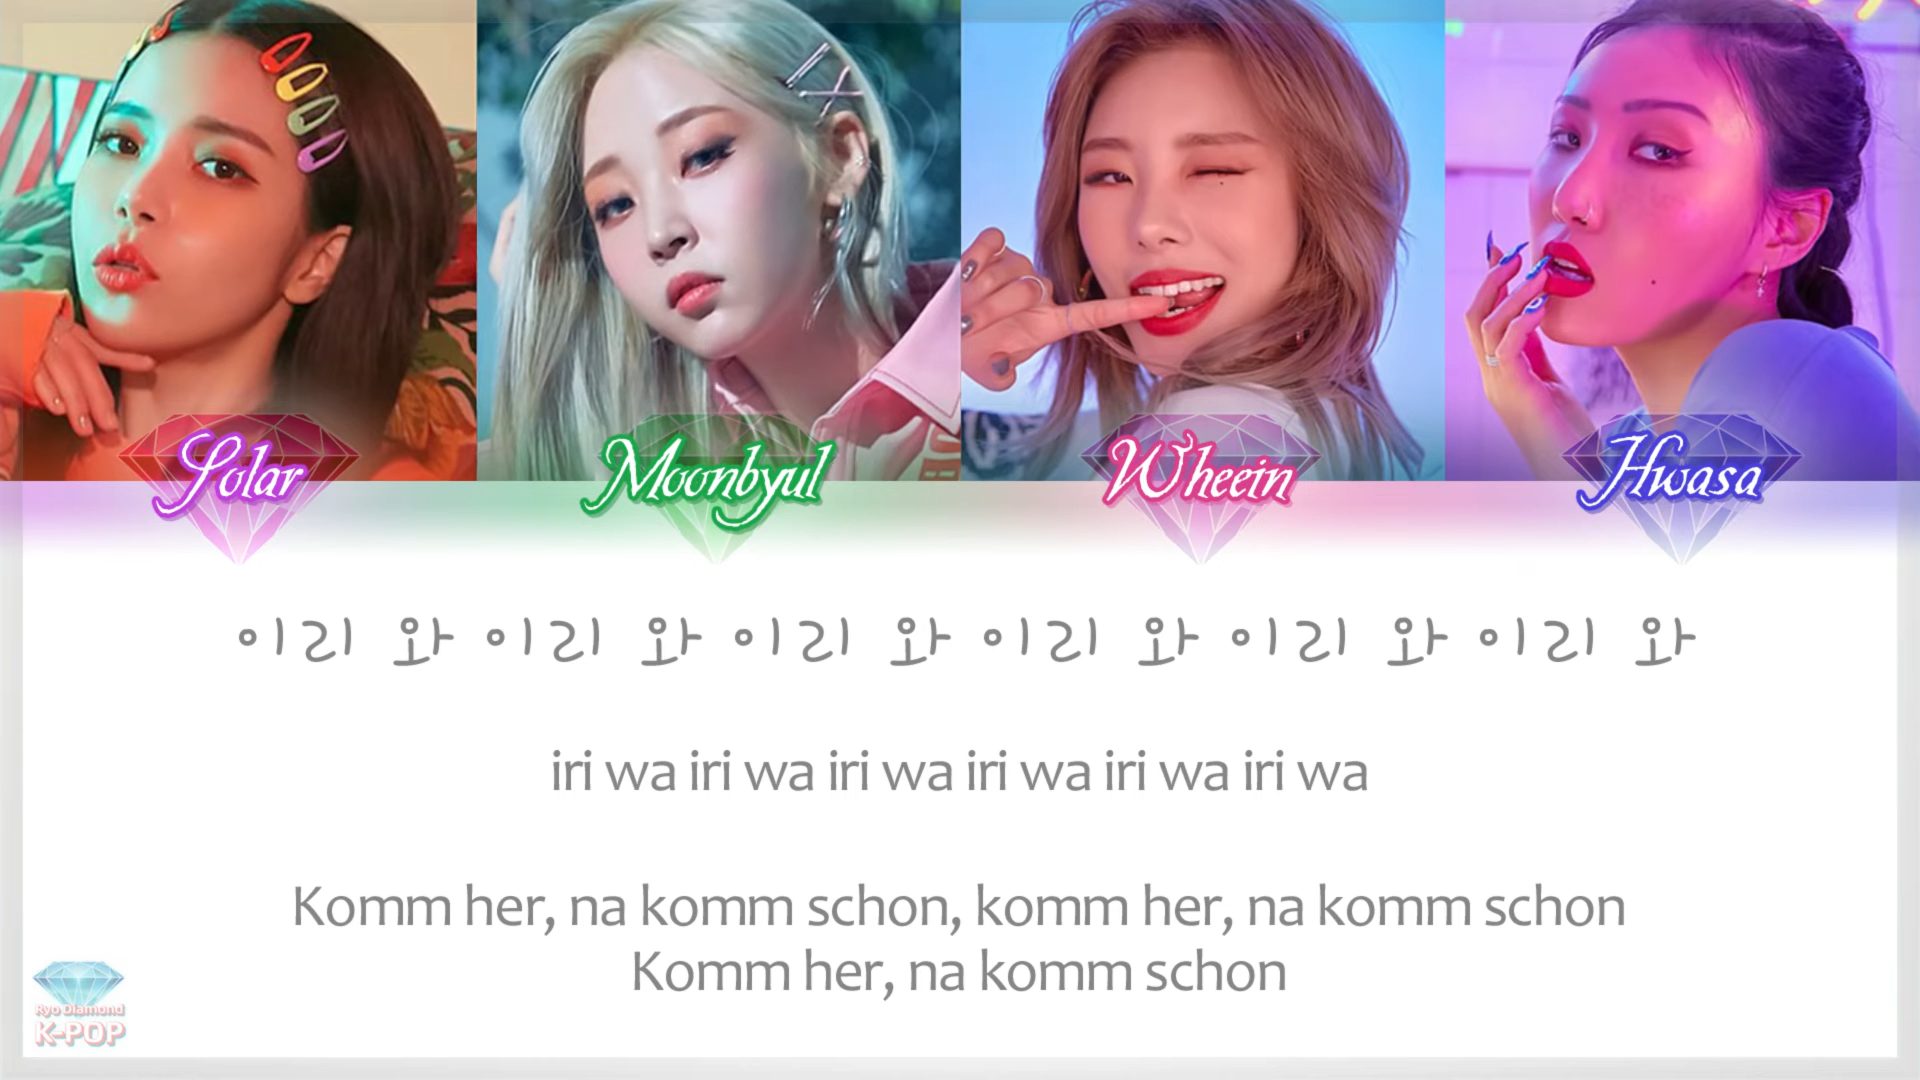 Solar
Moonbyul
Wheein
Hwasa
이리 와 이리 와 이리 와 이리 와 이리 와 이리 와
iri wa iri wa iri wa iri wa iri wa iri wa
Komm her, na komm schon, komm her, na komm schon
Komm her, na komm schon
Ryo Diamond
K-POP